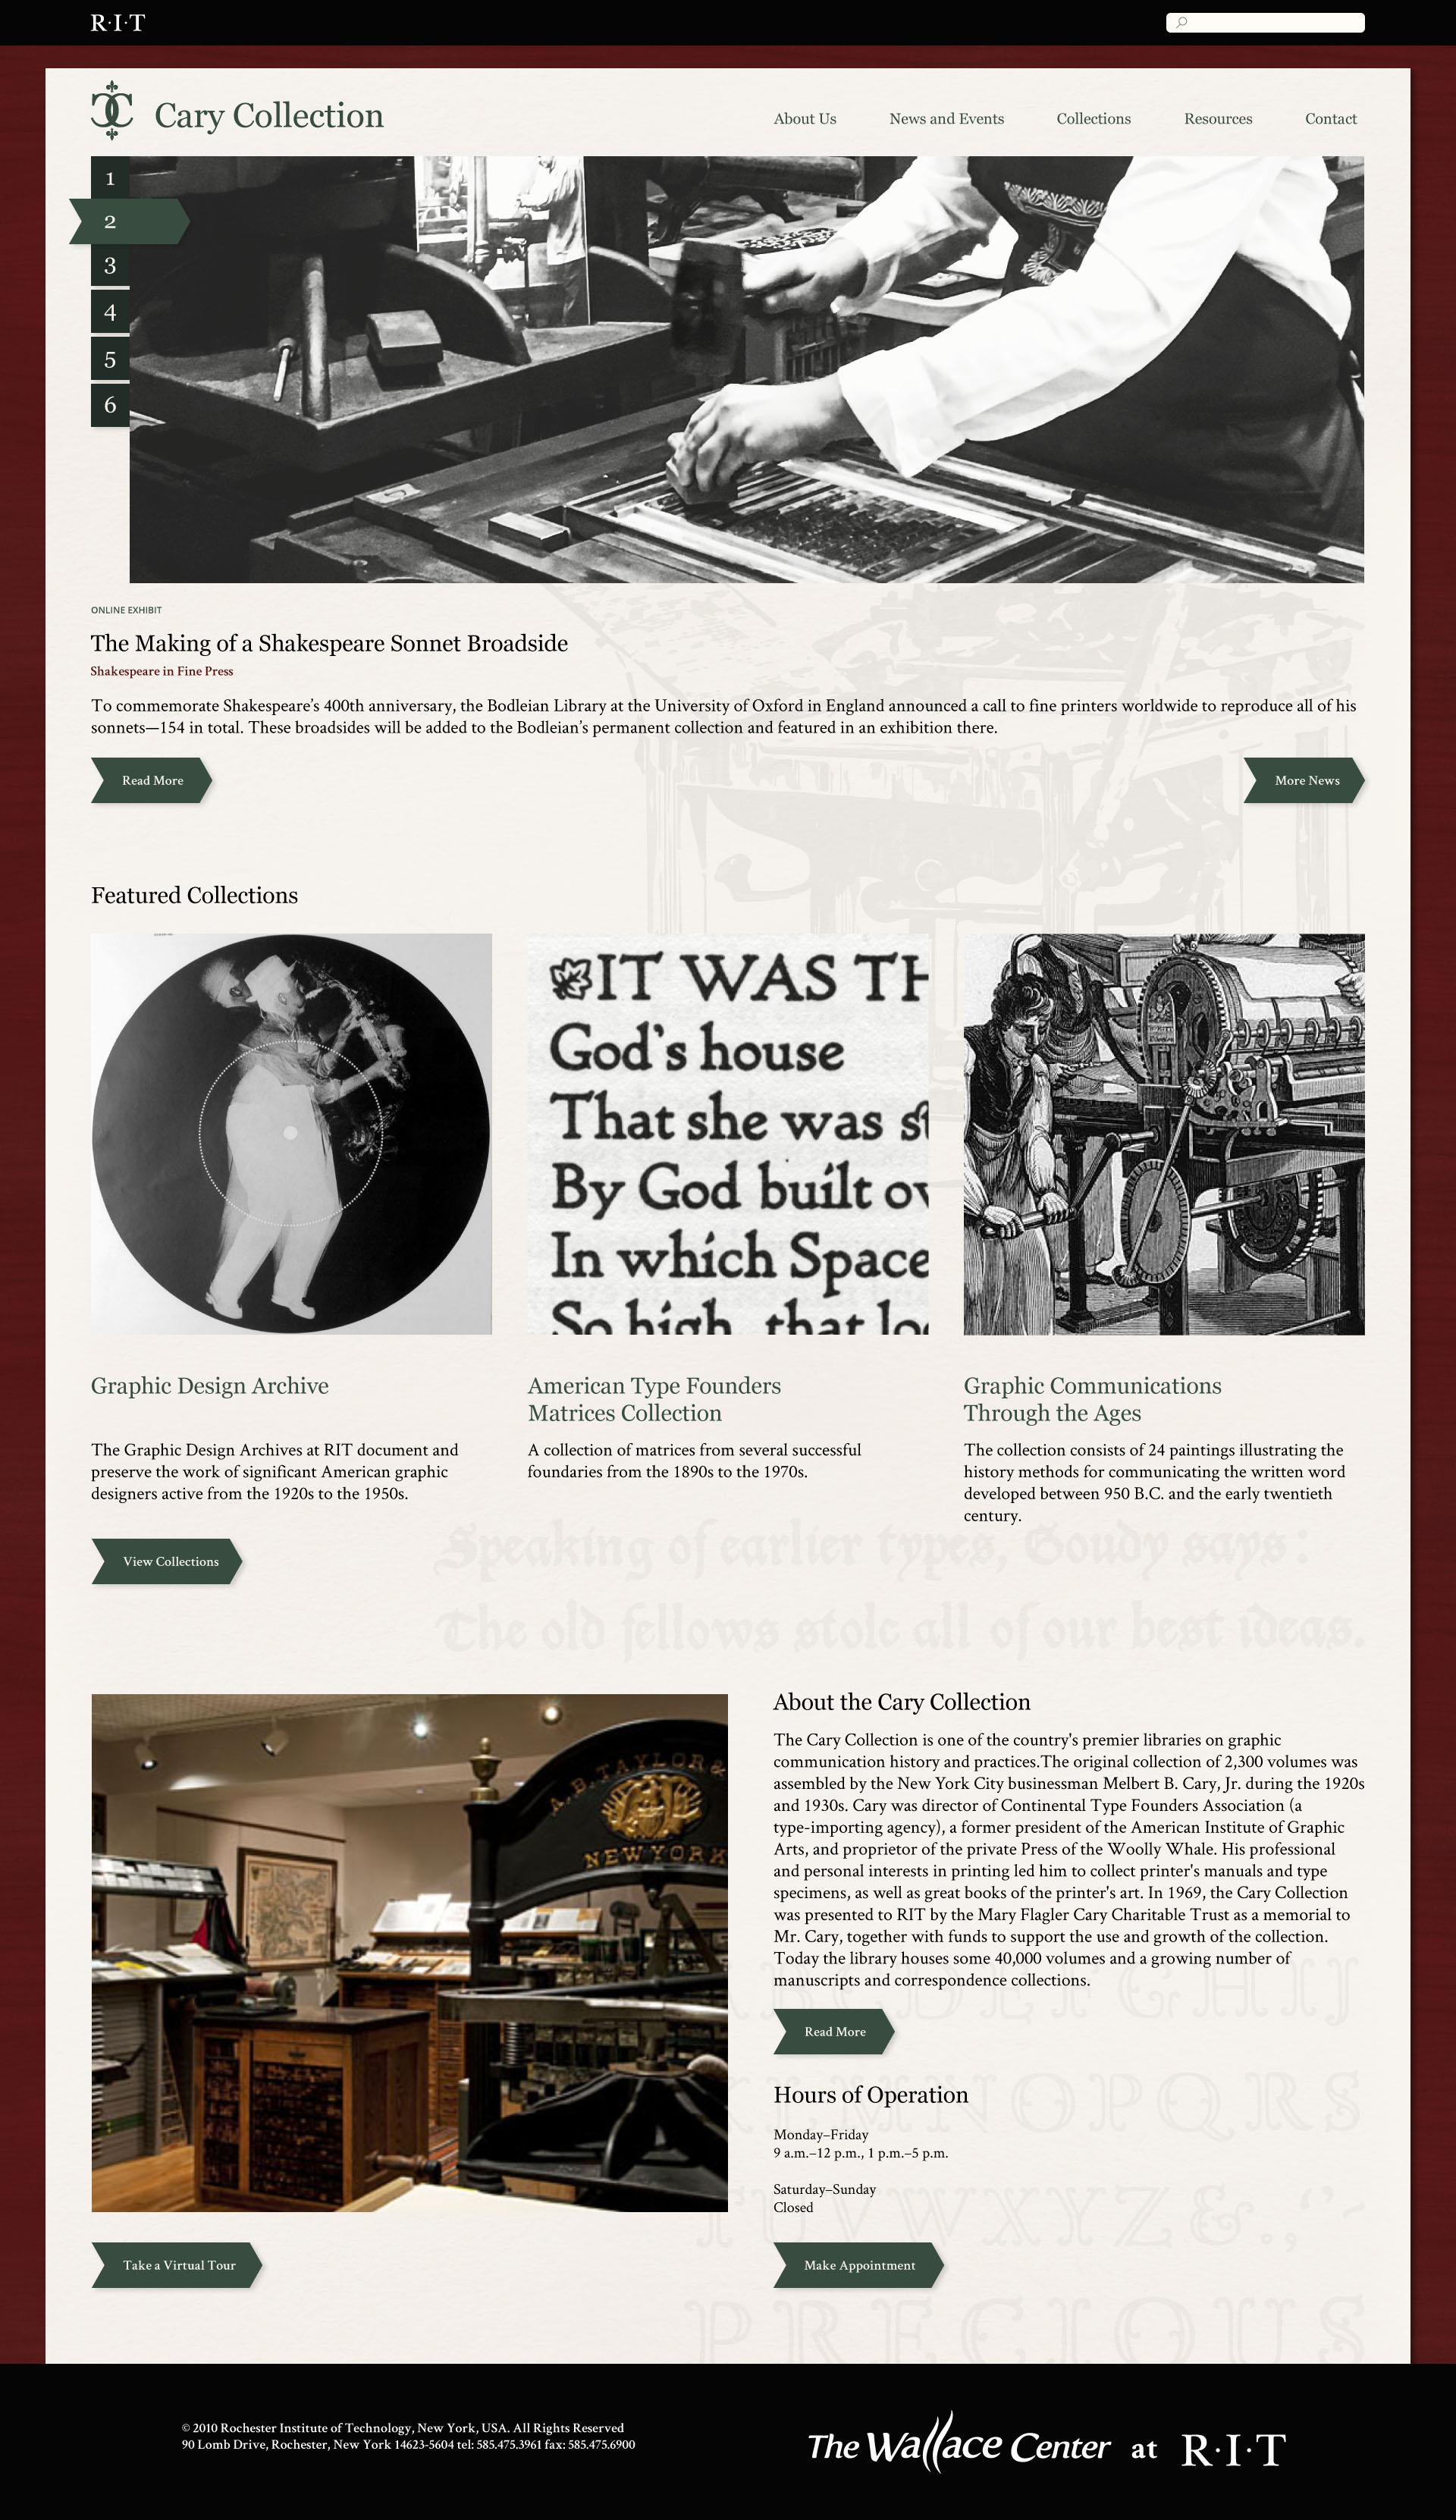 R·I·T
Cary Collection
About Us
News and Events
Collections
Resources
Contact
1
2
3
4
5
6
ONLINE EXHIBIT
The Making of a Shakespeare Sonnet Broadside
Shakespeare in Fine Press
To commemorate Shakespeare’s 400th anniversary, the Bodleian Library at the University of Oxford in England announced a call to fine printers worldwide to reproduce all of his
sonnets—154 in total. These broadsides will be added to the Bodleian’s permanent collection and featured in an exhibition there.
Read More
More News
Featured Collections
IT WAS TH
God's house
That she was st
By God built ov
In which Space
So high, that loo
Graphic Design Archive
The Graphic Design Archives at RIT document and
preserve the work of significant American graphic
designers active from the 1920s to the 1950s.
American Type Founders
Matrices Collection
A collection of matrices from several successful
foundaries from the 1890s to the 1970s.
Graphic Communications
Through the Ages
The collection consists of 24 paintings illustrating the
history methods for communicating the written word
developed between 950 B.C. and the early twentieth
century.
View Collections
Speaking of earlier types, Goudy says:
The old fellows stole all of our best ideas.
A.B. TAYLOR &
NEW YORK
About the Cary Collection
The Cary Collection is one of the country's premier libraries on graphic
communication history and practices.The original collection of 2,300 volumes was
assembled by the New York City businessman Melbert B. Cary, Jr. during the 1920s
and 1930s. Cary was director of Continental Type Founders Association (a
type-importing agency), a former president of the American Institute of Graphic
Arts, and proprietor of the private Press of the Woolly Whale. His professional
and personal interests in printing led him to collect printer's manuals and type
specimens, as well as great books of the printer's art. In 1969, the Cary Collection
was presented to RIT by the Mary Flagler Cary Charitable Trust as a memorial to
Mr. Cary, together with funds to support the use and growth of the collection.
Today the library houses some 40,000 volumes and a growing number of
manuscripts and correspondence collections.
ABCDEFGHIJ
Read More
Hours of Operation
KLMNOPQRS
Monday–Friday
9 a.m.–12 p.m., 1 p.m.–5 p.m.
Saturday–Sunday
Closed
TUVWXYZ&.,‘’-
Take a Virtual Tour
Make Appointment
PRECIOUS
© 2010 Rochester Institute of Technology, New York, USA. All Rights Reserved
90 Lomb Drive, Rochester, New York 14623-5604 tel: 585.475.3961 fax: 585.475.6900
The Wallace Center at R·I·T